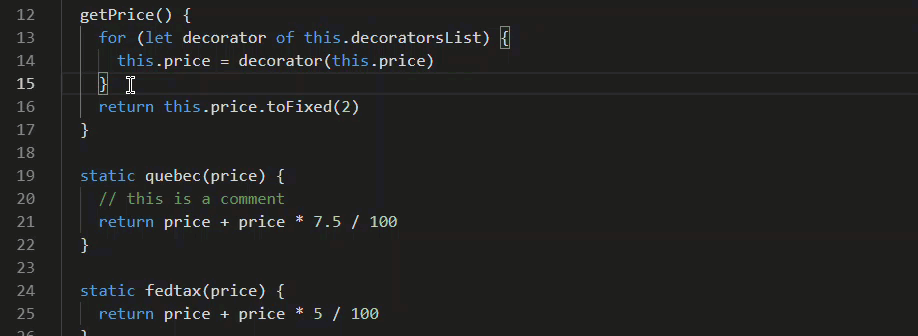 12 getPrice() {
13 for (let decorator of this.decoratorsList) {
14 this.price = decorator(this.price)
15 }
16 return this.price.toFixed(2)
17 }
18
19 static quebec(price) {
20 // this is a comment
21 return price + price * 7.5 / 100
22 }
23
24 static fedtax(price) {
25 return price + price * 5 / 100
26 }